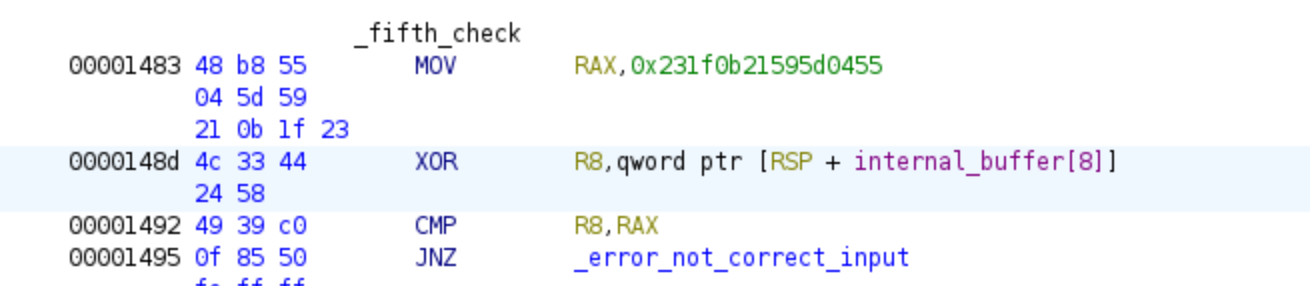 _fifth_check
00001483 48 b8 55 MOV RAX,0x231f0b21595d0455
04 5d 59
21 0b 1f 23
0000148d 4c 33 44 XOR R8,qword ptr [RSP + internal_buffer[8]]
24 58
00001492 49 39 c0 CMP R8,RAX
00001495 0f 85 50 JNZ _error_not_correct_input